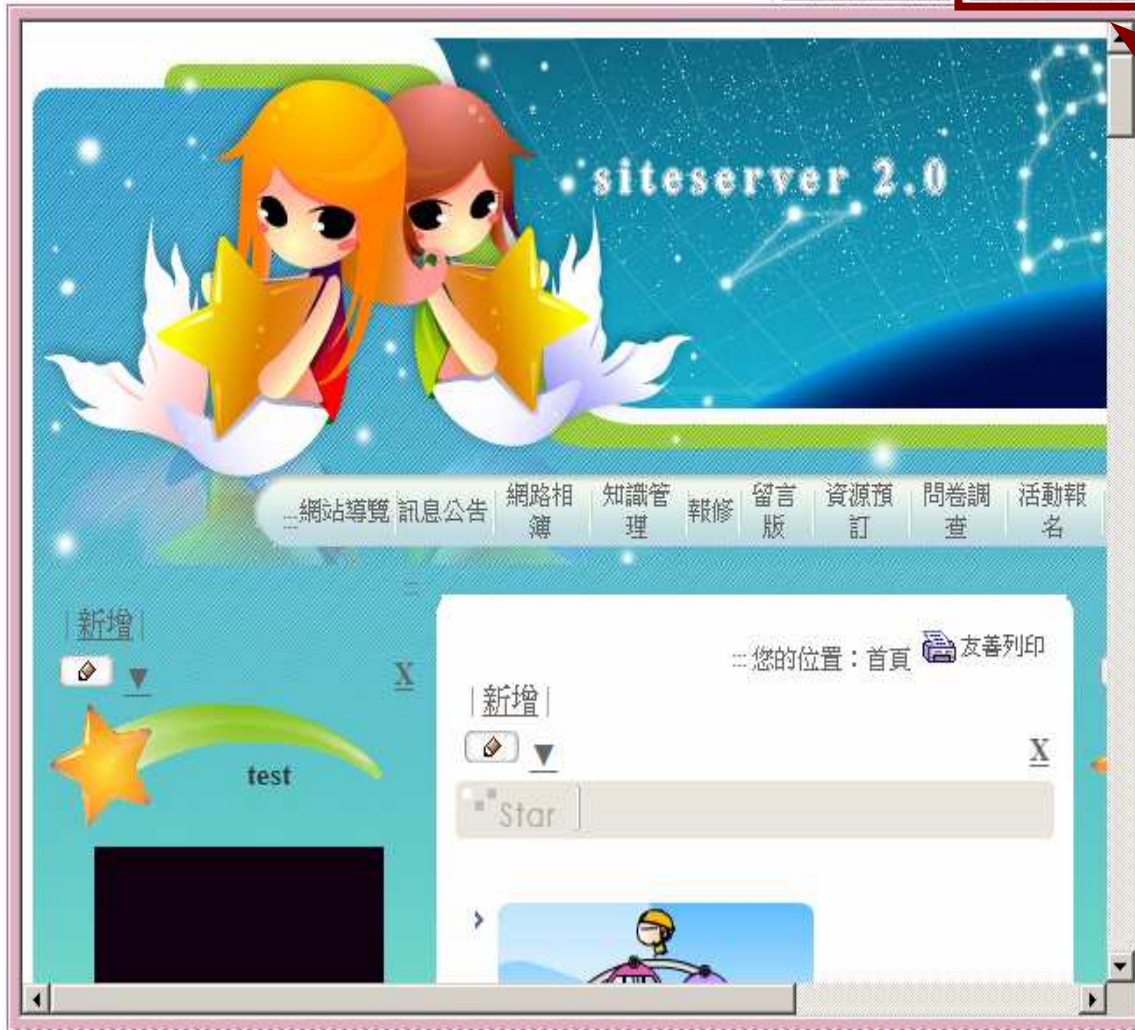 siteserver 2.0
:::網站導覽 訊息公告 網路相簿 知識管理 報修 留言版 資源預訂 問卷調查 活動報名
:::
|新增|
▼ X
test
:::您的位置：首頁 友善列印
|新增|
▼ X
Star